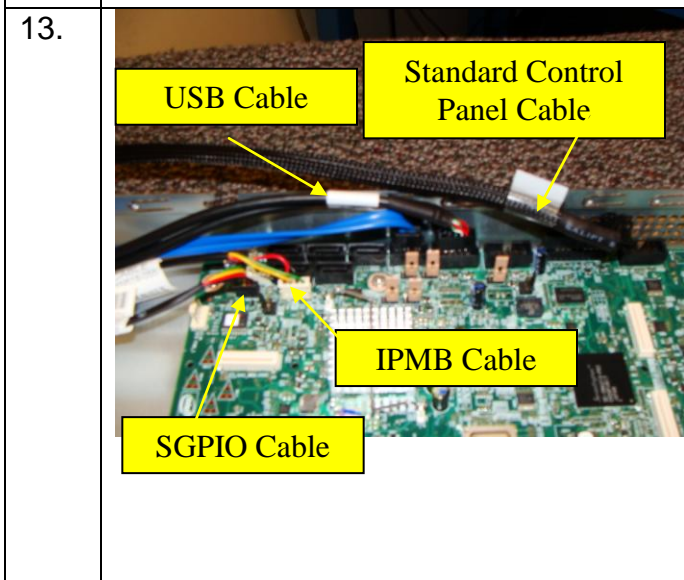 13.
USB Cable
Standard Control
Panel Cable
IPMB Cable
SGPIO Cable